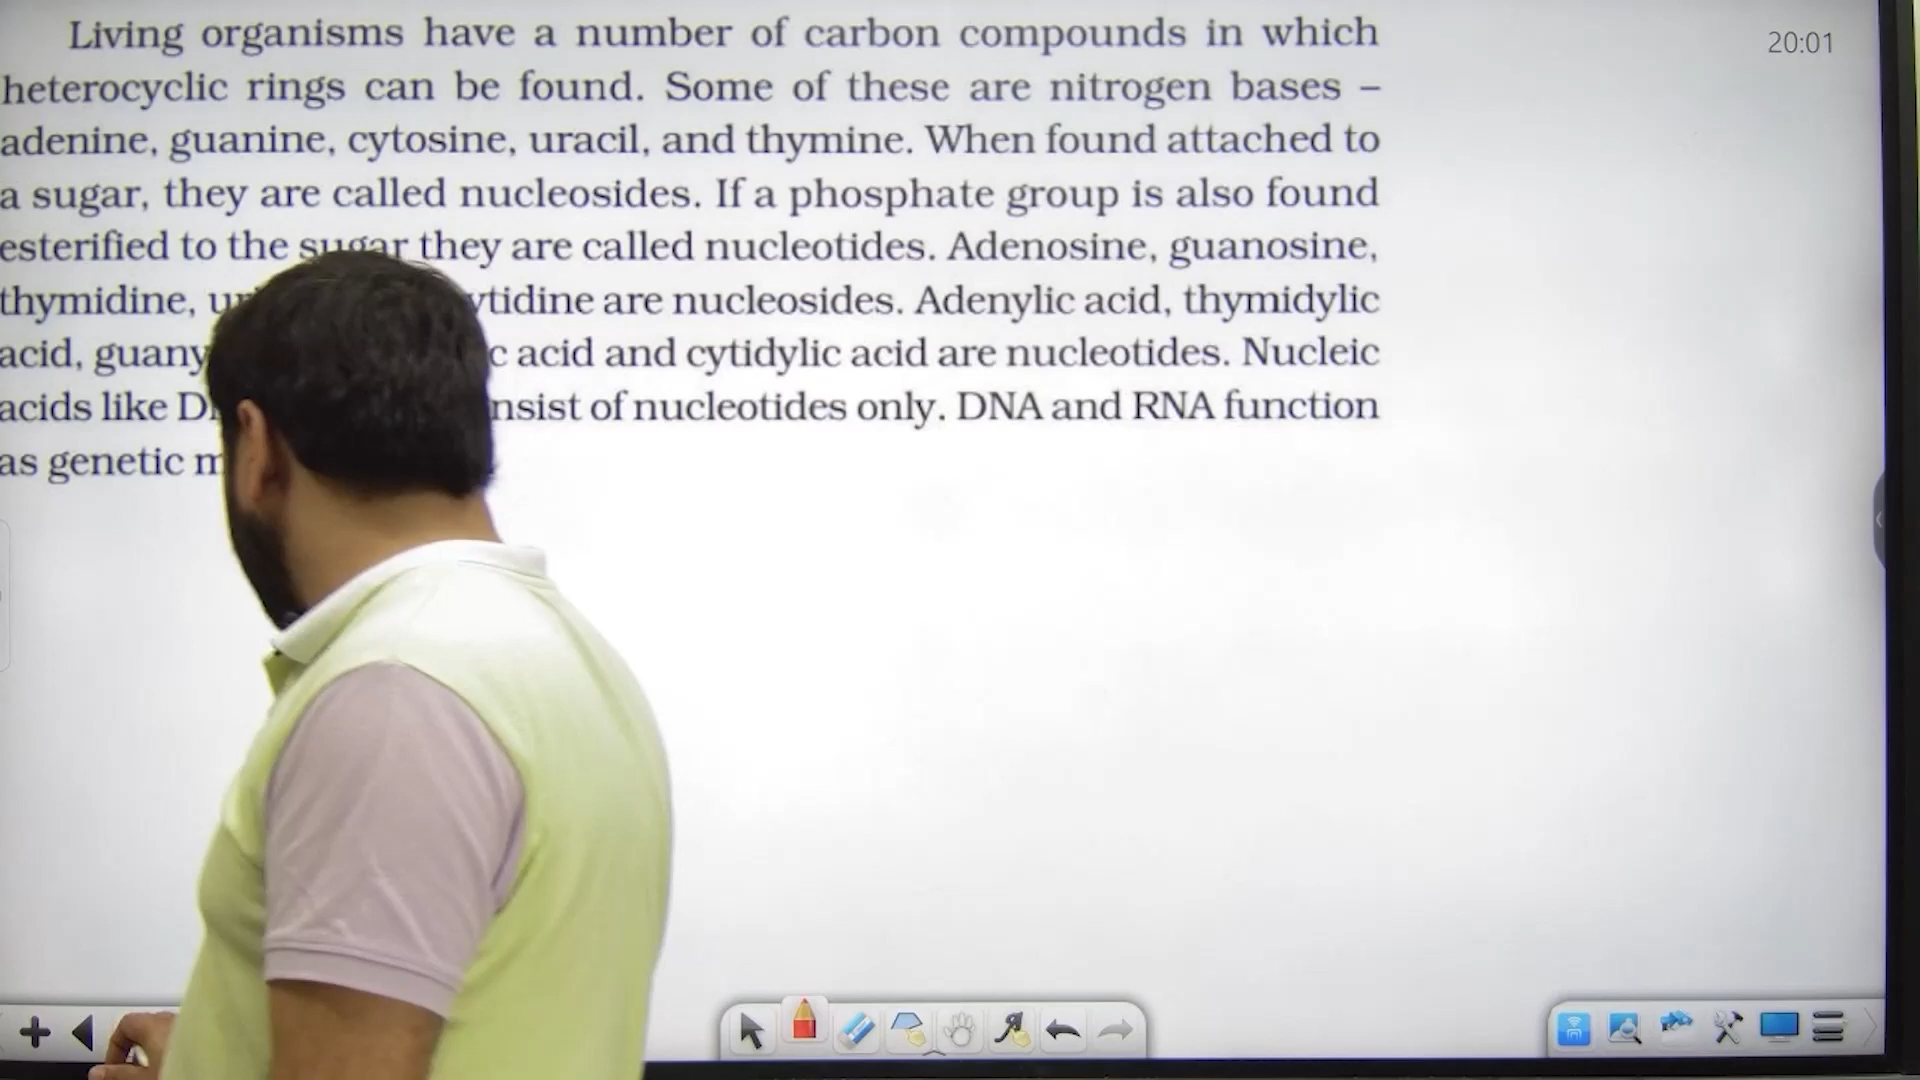 Living organisms have a number of carbon compounds in which
20:01
heterocyclic rings can be found. Some of these are nitrogen bases –
adenine, guanine, cytosine, uracil, and thymine. When found attached to
a sugar, they are called nucleosides. If a phosphate group is also found
esterified to the sugar they are called nucleotides. Adenosine, guanosine,
thymidine, ytidine are nucleosides. Adenylic acid, thymidylic
acid, guany c acid and cytidylic acid are nucleotides. Nucleic
acids like D nsist of nucleotides only. DNA and RNA function
as genetic